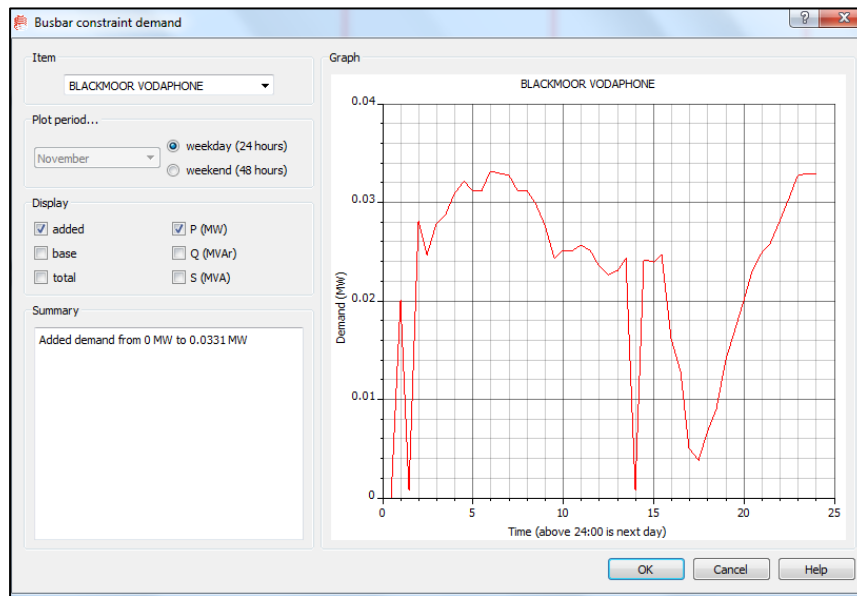 Busbar constraint demand
Item
BLACKMOOR VODAPHONE
Plot period...
November
weekday (24 hours)
weekend (48 hours)
Display
added
P (MW)
base
Q (MVAr)
total
S (MVA)
Summary
Added demand from 0 MW to 0.0331 MW
Graph
BLACKMOOR VODAPHONE
0.04
0.03
0.02
0.01
0
Demand (MW)
0 5 10 15 20 25
Time (above 24:00 is next day)
OK Cancel Help